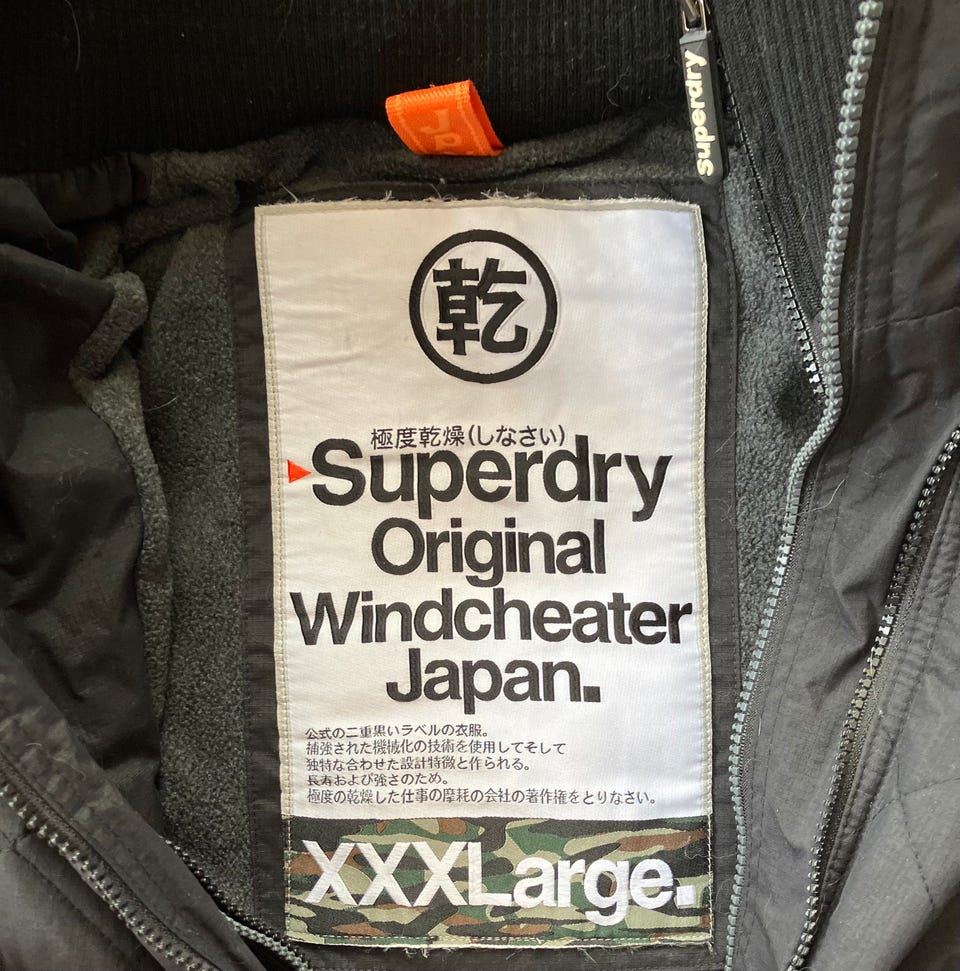 superdry
乾
極度乾燥(しなさい)
Superdry
Original
Windcheater
Japan.
公式の二重黒いラベルの衣服。
補強された機械化の技術を使用してそして
独特な合わせた設計特徴と作られる。
長寿および強さのため。
極度の乾燥した仕事の摩耗の会社の著作権をとりなさい。
XXXLarge.